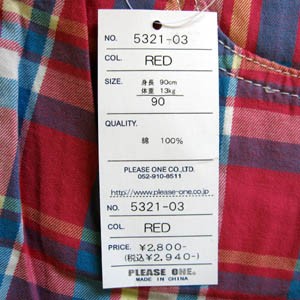 NO. 5321-03
COL. RED
SIZE. 身長 90cm
体重 13kg
90
QUALITY.
綿 100%
PLEASE ONE CO.,LTD.
052-910-8511
http://www.please-one.co.jp
NO. 5321-03
COL. RED
PRICE. ¥2,800-
(税込¥2,940-)
PLEASE ONE.
MADE IN CHINA